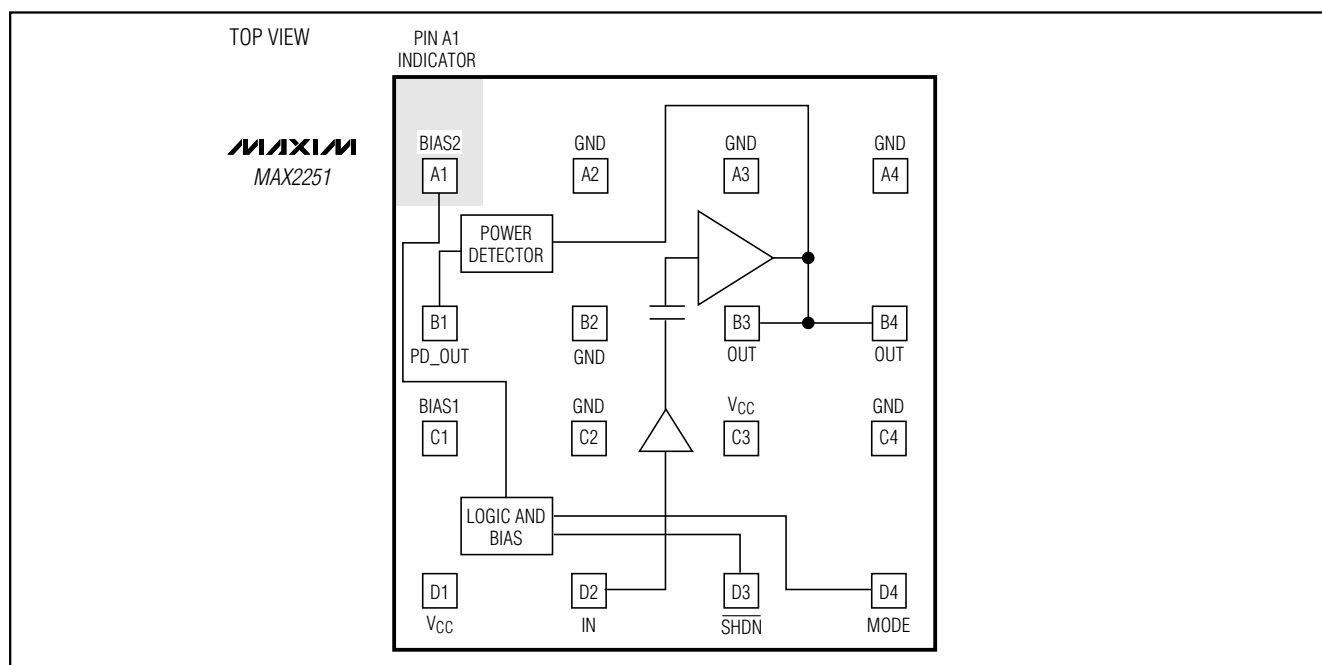 TOP VIEW
PIN A1
INDICATOR
MAXIM
MAX2251
BIAS2
GND
GND
GND
A1
A2
A3
A4
POWER
DETECTOR
B1
B2
B3
B4
PD_OUT
GND
OUT
OUT
BIAS1
GND
VCC
GND
C1
C2
C3
C4
LOGIC AND
BIAS
D1
D2
D3
D4
VCC
IN
SHDN
MODE